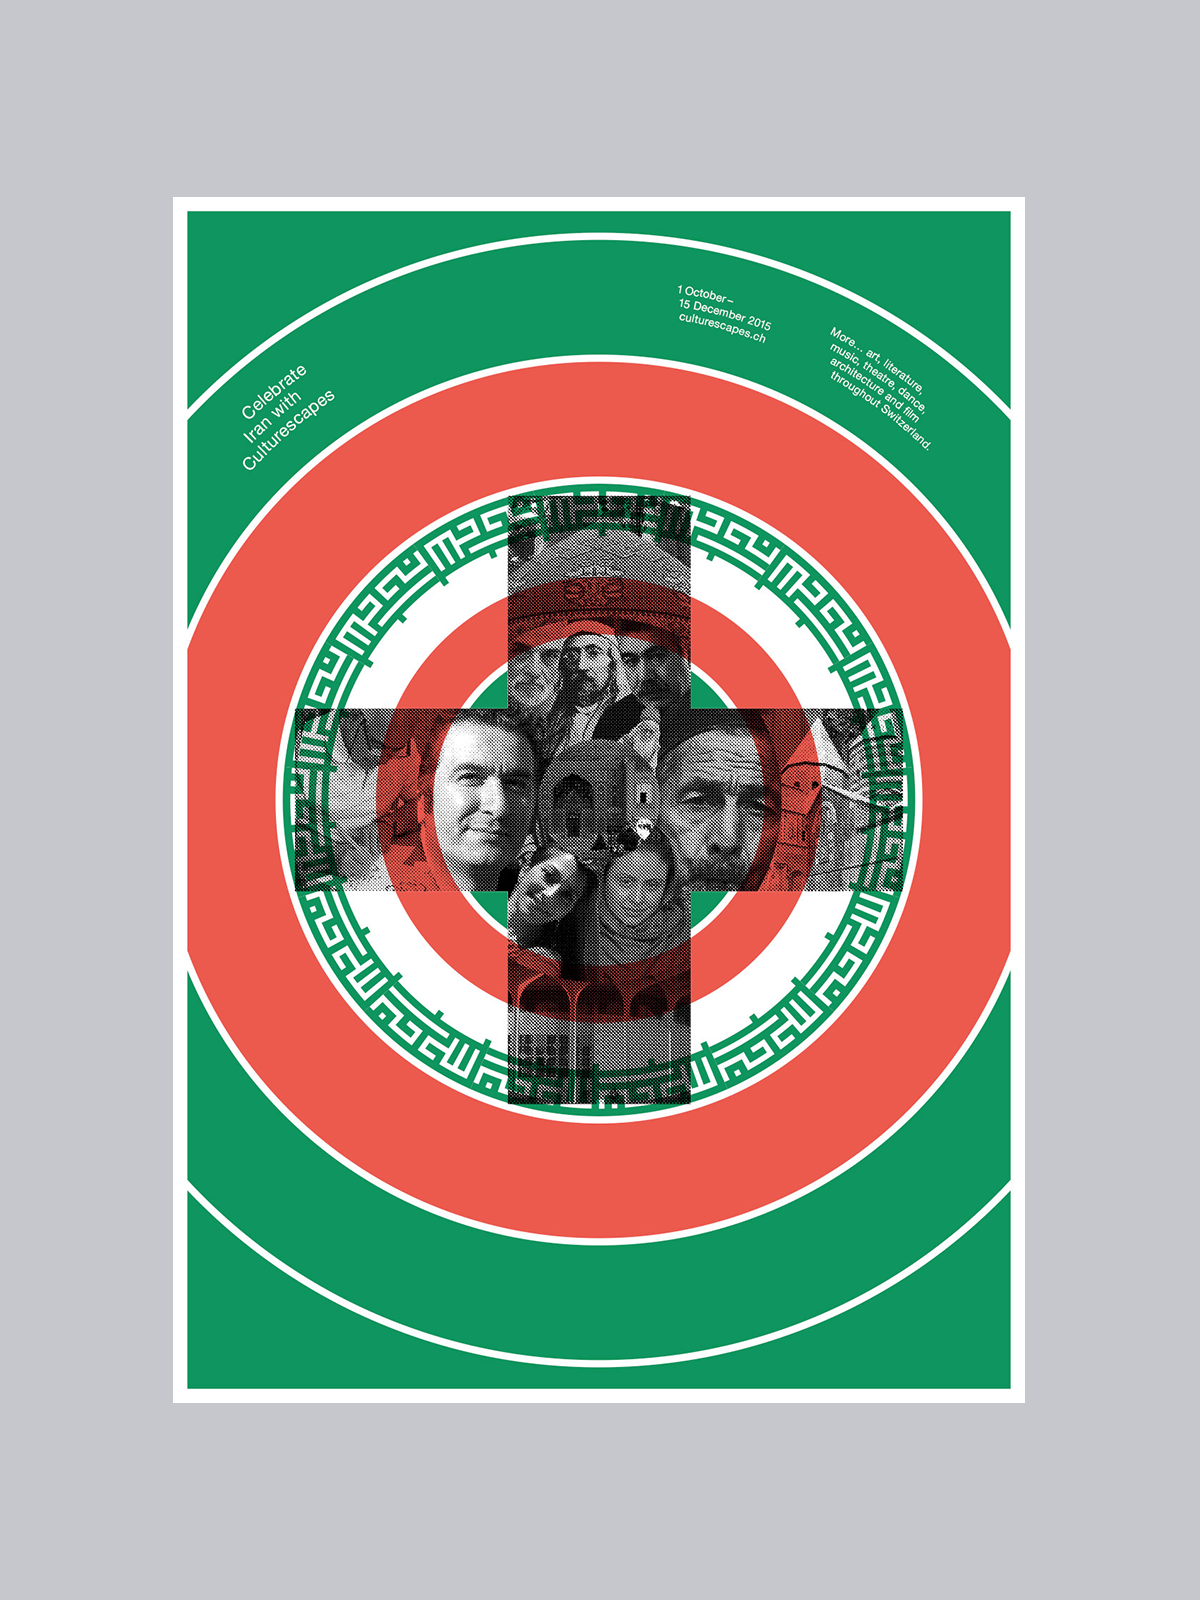 Celebrate
Iran with
Culturescapes
1 October –
15 December 2015
culturescapes.ch
More... art, literature,
music, theatre, dance,
architecture and film
throughout Switzerland.